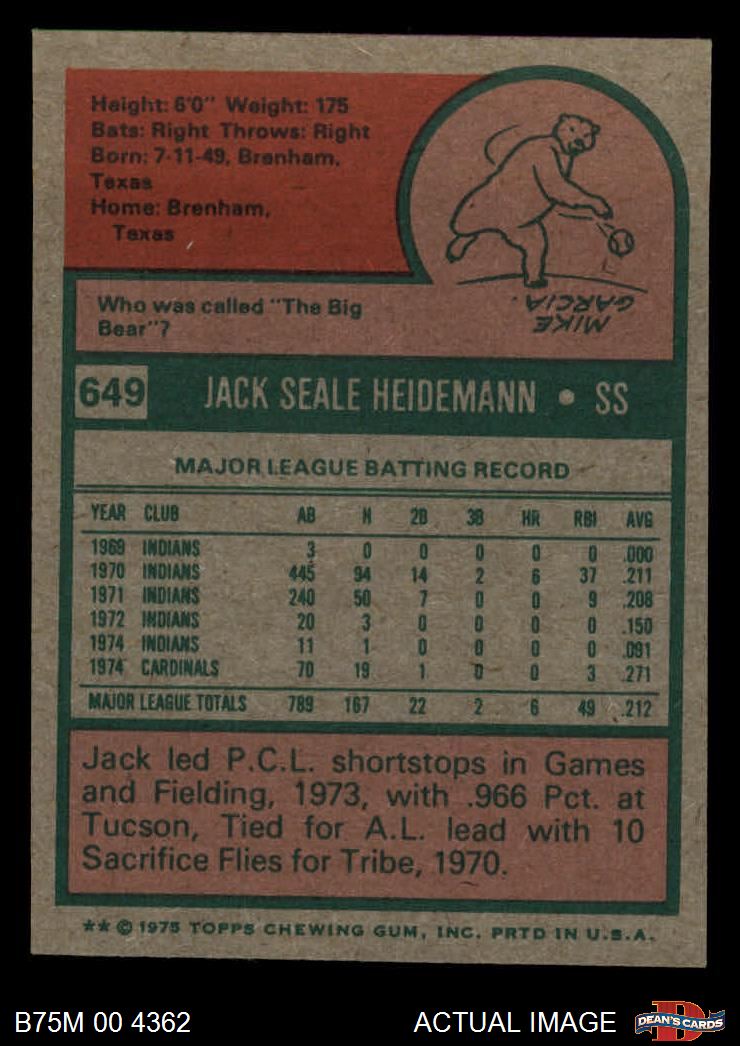 Height: 6'0" Weight: 175
Bats: Right Throws: Right
Born: 7-11-49, Brenham,
Texas
Home: Brenham,
Texas
MIKE
GARCIA.
Who was called "The Big
Bear"?
649 JACK SEALE HEIDEMANN • SS
MAJOR LEAGUE BATTING RECORD
YEAR CLUB AB H 2B 3B HR RBI AVG
1969 INDIANS 3 0 0 0 0 0 .000
1970 INDIANS 445 94 14 2 6 37 .211
1971 INDIANS 240 50 7 0 0 9 .208
1972 INDIANS 20 3 0 0 0 0 .150
1974 INDIANS 11 1 0 0 0 0 .091
1974 CARDINALS 70 19 1 0 0 3 .271
MAJOR LEAGUE TOTALS 789 167 22 2 6 49 .212
Jack led P.C.L. shortstops in Games
and Fielding, 1973, with .966 Pct. at
Tucson, Tied for A.L. lead with 10
Sacrifice Flies for Tribe, 1970.
** © 1975 TOPPS CHEWING GUM, INC. PRTD IN U.S.A.
B75M 00 4362 ACTUAL IMAGE DEAN'S CARDS